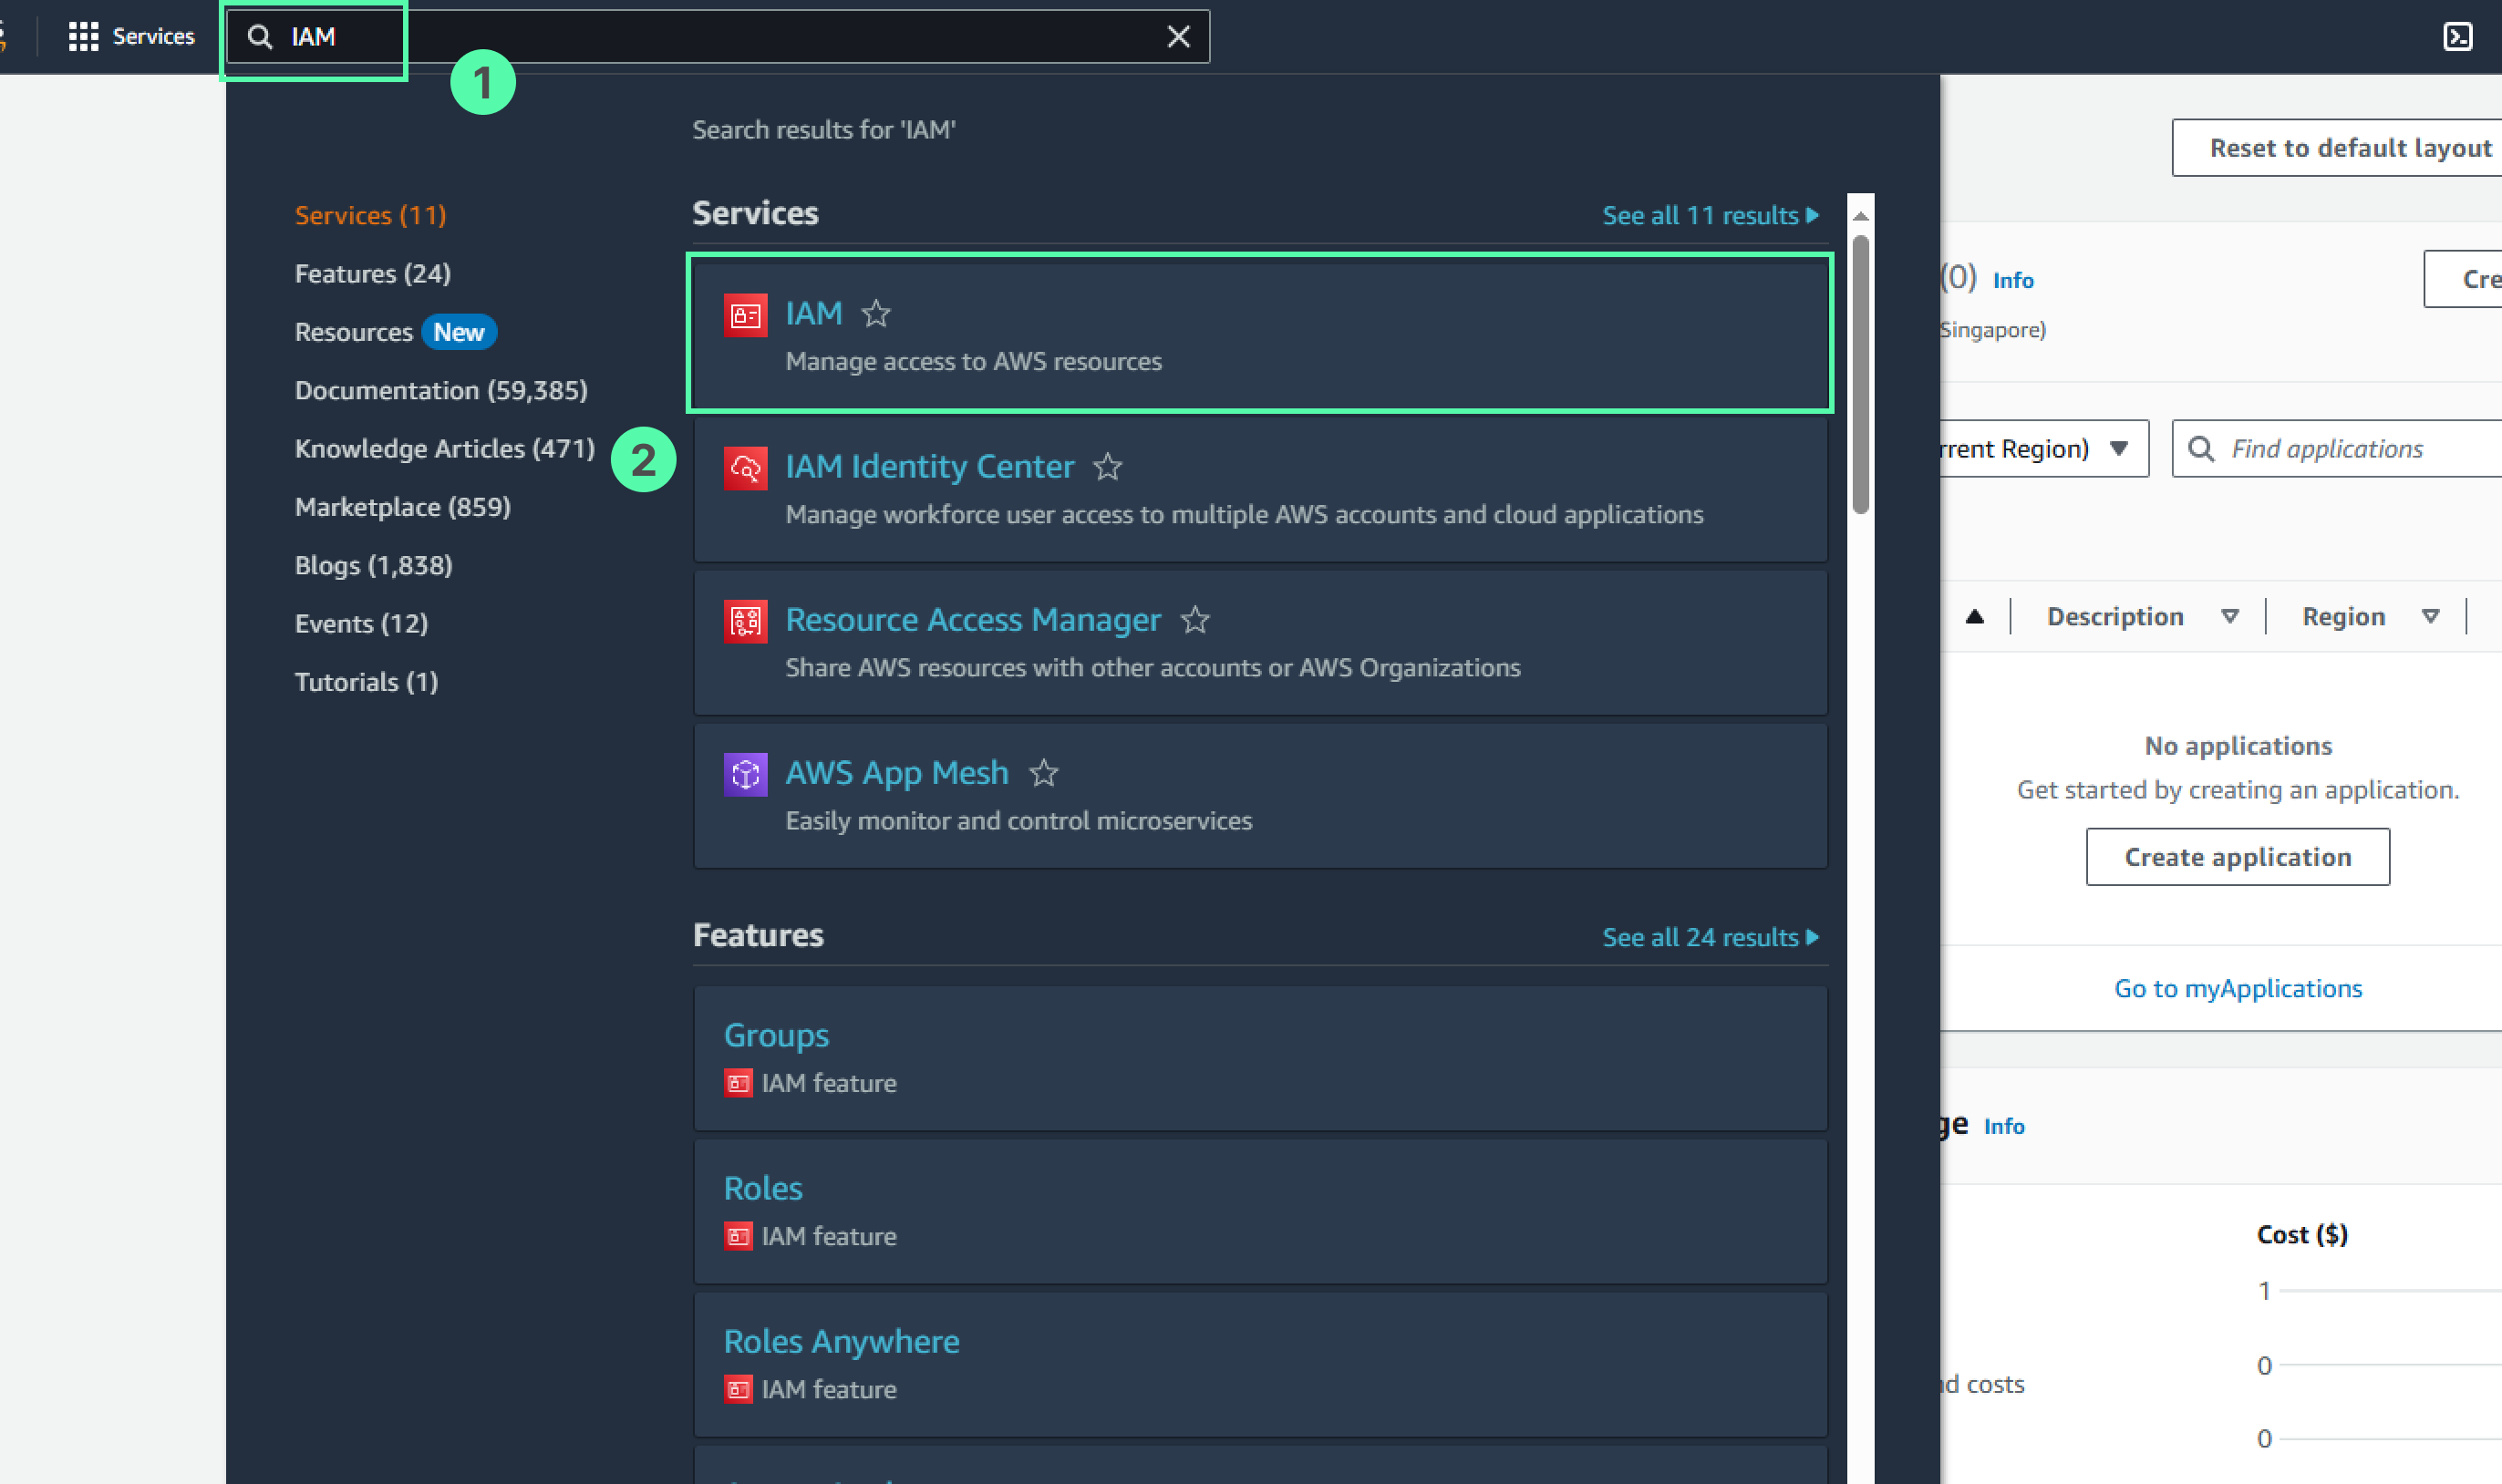 Services
IAM
1
Search results for 'IAM'
Reset to default layout
Services (11)
Features (24)
Resources New
Documentation (59,385)
Knowledge Articles (471)
Marketplace (859)
Blogs (1,838)
Events (12)
Tutorials (1)
2
Services
See all 11 results
IAM
Manage access to AWS resources
IAM Identity Center
Manage workforce user access to multiple AWS accounts and cloud applications
Resource Access Manager
Share AWS resources with other accounts or AWS Organizations
AWS App Mesh
Easily monitor and control microservices
Features
See all 24 results
Groups
IAM feature
Roles
IAM feature
Roles Anywhere
IAM feature
(0) Info
Cre
Singapore)
rrent Region)
Find applications
Description
Region
No applications
Get started by creating an application.
Create application
Go to myApplications
ge Info
Cost ($)
1
0
d costs
0